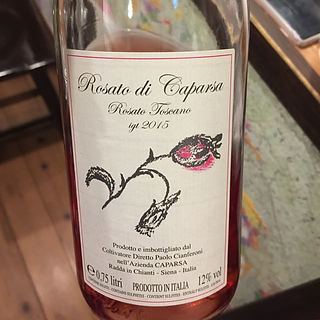 Rosato di Caparsa
Rosato Toscano
igt 2015
Prodotto e imbottigliato dal
Coltivatore Diretto Paolo Cianferoni
nell'Azienda CAPARSA
Radda in Chianti - Siena - Italia
℮ 0,75 litri PRODOTTO IN ITALIA 12% vol